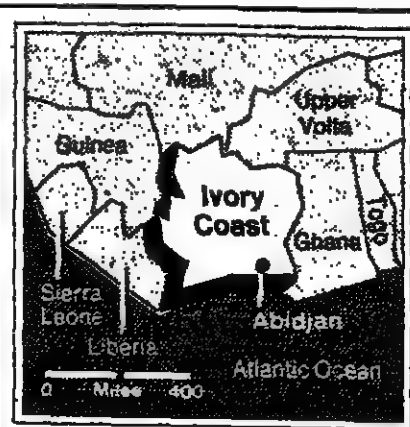 Mali
Upper
Volta
Guinea
Ivory
Coast
Ghana
Togo
Sierra
Leone
Abidjan
Liberia
Atlantic Ocean
0 Miles 400